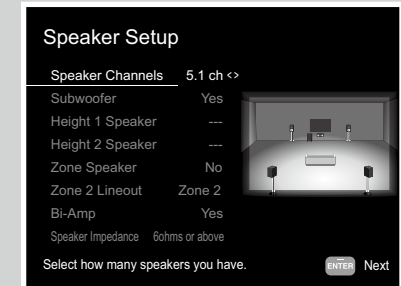 Speaker Setup
Speaker Channels 5.1 ch <>
Subwoofer Yes
Height 1 Speaker ---
Height 2 Speaker ---
Zone Speaker No
Zone 2 Lineout Zone 2
Bi-Amp Yes
Speaker Impedance 6ohms or above
Select how many speakers you have. ENTER Next